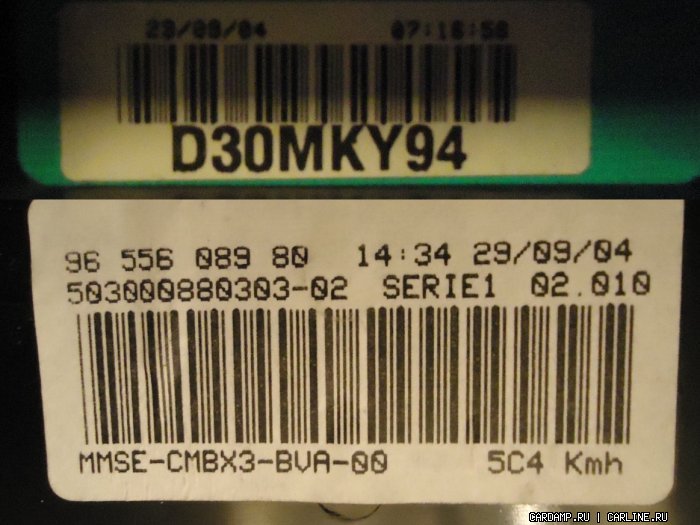 29/09/04 07:16:58
D30MKY94
96 556 089 80 14:34 29/09/04
503000880303-02 SERIE1 02.010
MMSE-CMBX3-BVA-00 5C4 Kmh
CARDAMP.RU | CARLINE.RU